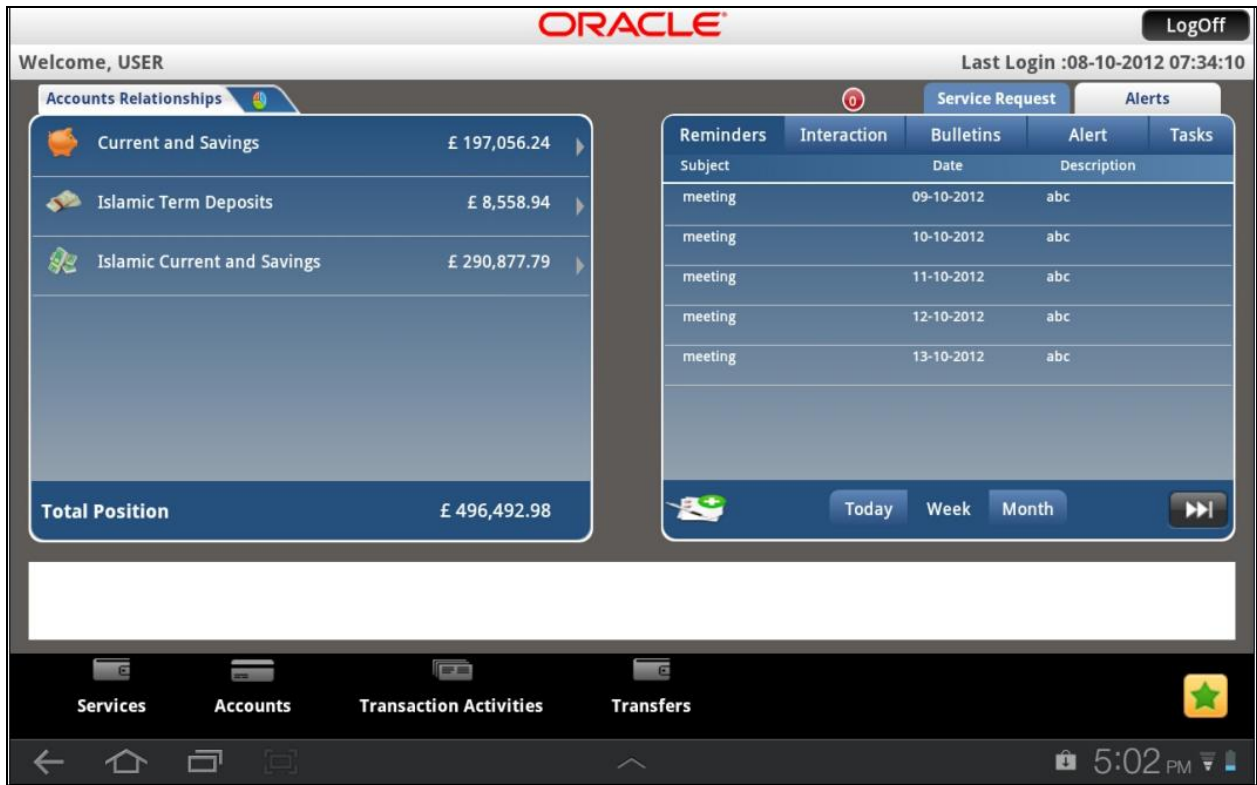 ORACLE
LogOff
Welcome, USER
Last Login :08-10-2012 07:34:10
Accounts Relationships
Current and Savings £ 197,056.24
Islamic Term Deposits £ 8,558.94
Islamic Current and Savings £ 290,877.79
Total Position £ 496,492.98
0 Service Request Alerts
Reminders Interaction Bulletins Alert Tasks
Subject Date Description
meeting 09-10-2012 abc
meeting 10-10-2012 abc
meeting 11-10-2012 abc
meeting 12-10-2012 abc
meeting 13-10-2012 abc
Today Week Month
Services Accounts Transaction Activities Transfers
5:02 PM